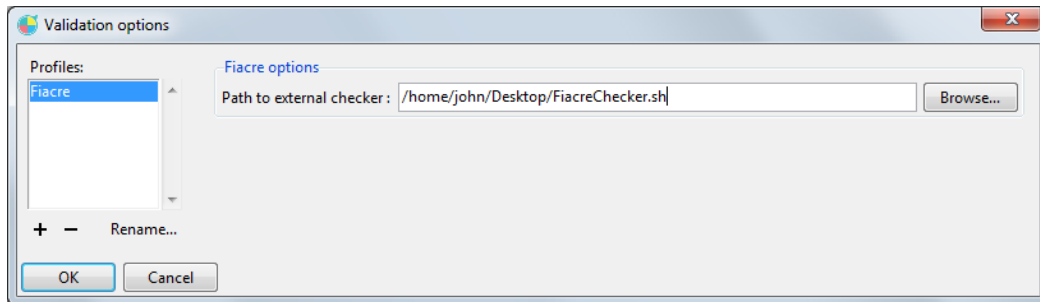 Validation options
Profiles:
Fiacre
Fiacre options
Path to external checker : /home/john/Desktop/FiacreChecker.sh Browse...
+ − Rename...
OK Cancel